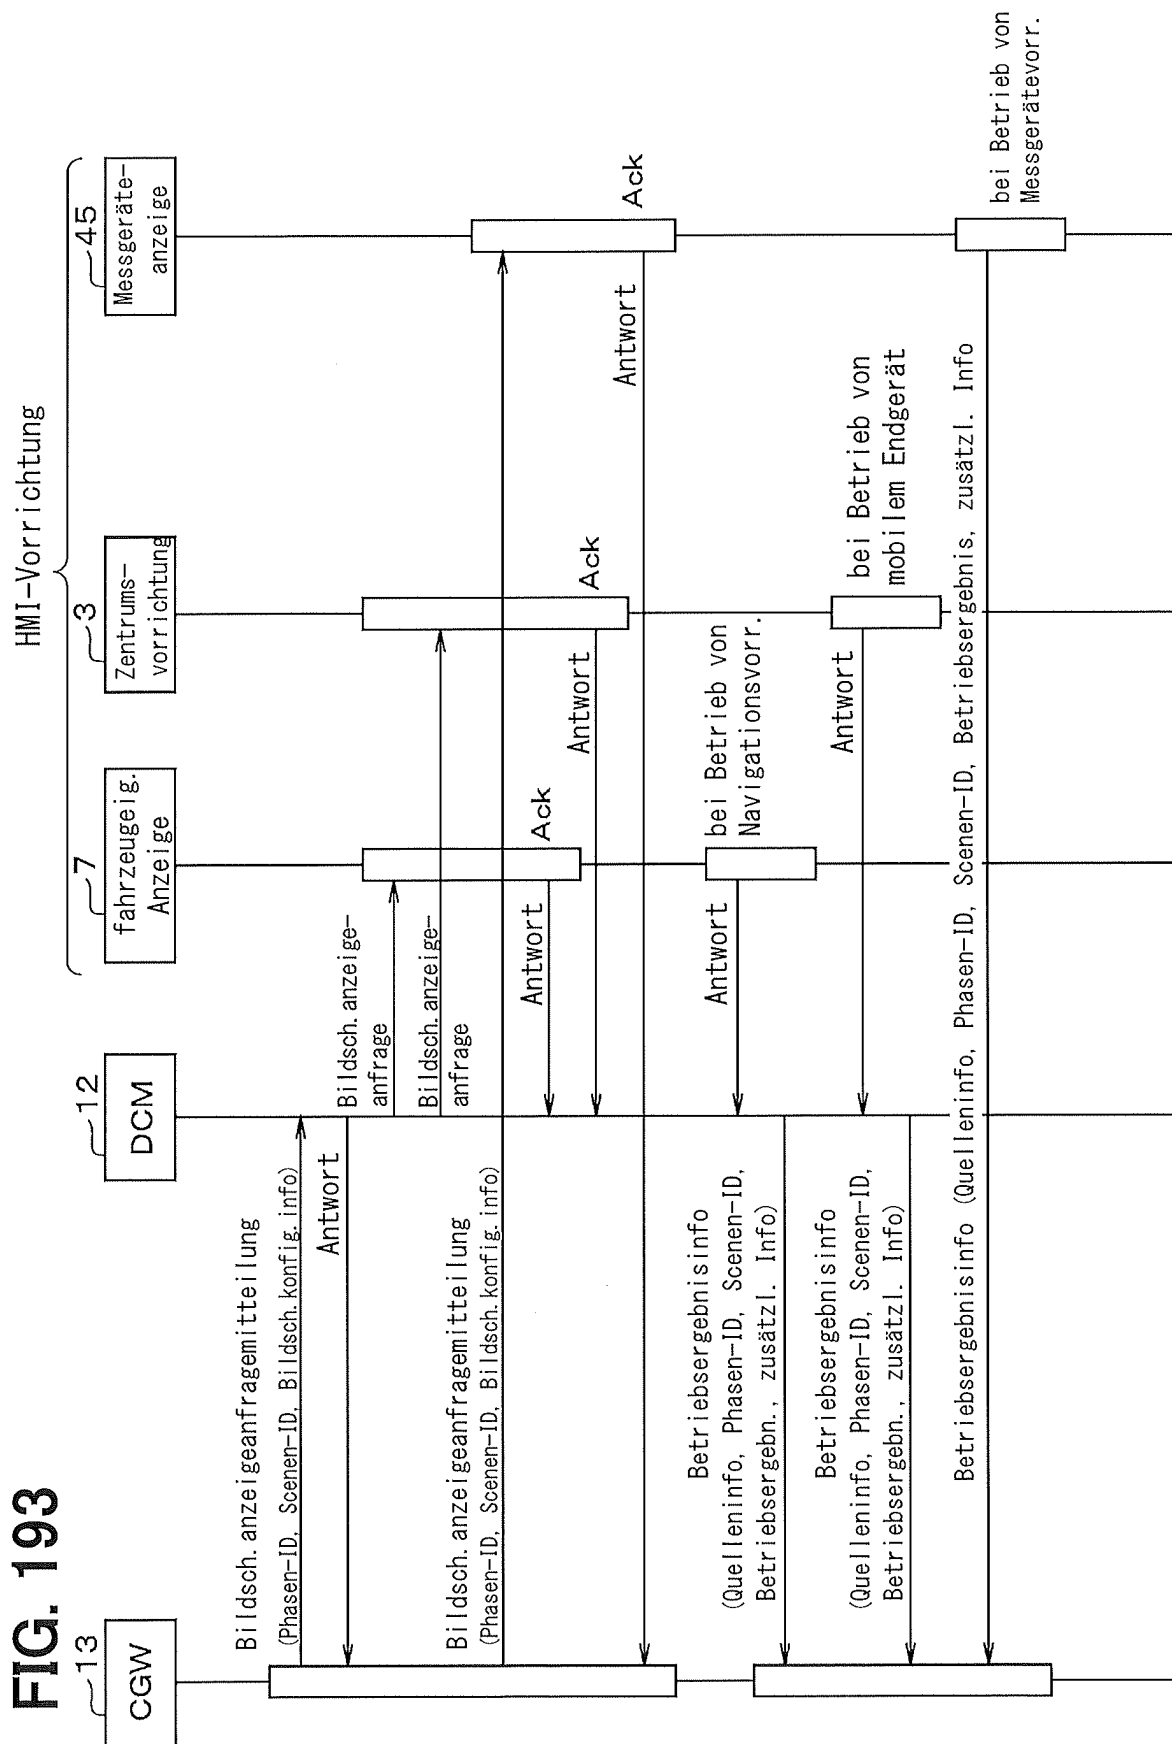 FIG. 193
HMI-Vorrichtung
13
CGW
12
DCM
7
fahrzeugeig.
Anzeige
3
Zentrums-
vorrichtung
45
Messgeräte-
anzeige
Bildsch.anzeigeanfragemitteilung
(Phasen-ID, Scenen-ID, Bildsch.konfig.info)
Antwort
Bildsch.anzeige-
anfrage
Bildsch.anzeige-
anfrage
Bildsch.anzeigeanfragemitteilung
(Phasen-ID, Scenen-ID, Bildsch.konfig.info)
Ack
Antwort
Ack
Antwort
Ack
Antwort
bei Betrieb von
Navigationsvorr.
Antwort
Betriebsergebnisinfo
(Quelleninfo, Phasen-ID, Scenen-ID,
Betriebsergebn., zusätzl. Info)
bei Betrieb von
mobilem Endgerät
Antwort
Betriebsergebnisinfo
(Quelleninfo, Phasen-ID, Scenen-ID,
Betriebsergebn., zusätzl. Info)
Betriebsergebnisinfo (Quelleninfo, Phasen-ID, Scenen-ID, Betriebsergebnis, zusätzl. Info
bei Betrieb von
Messgerätevorr.